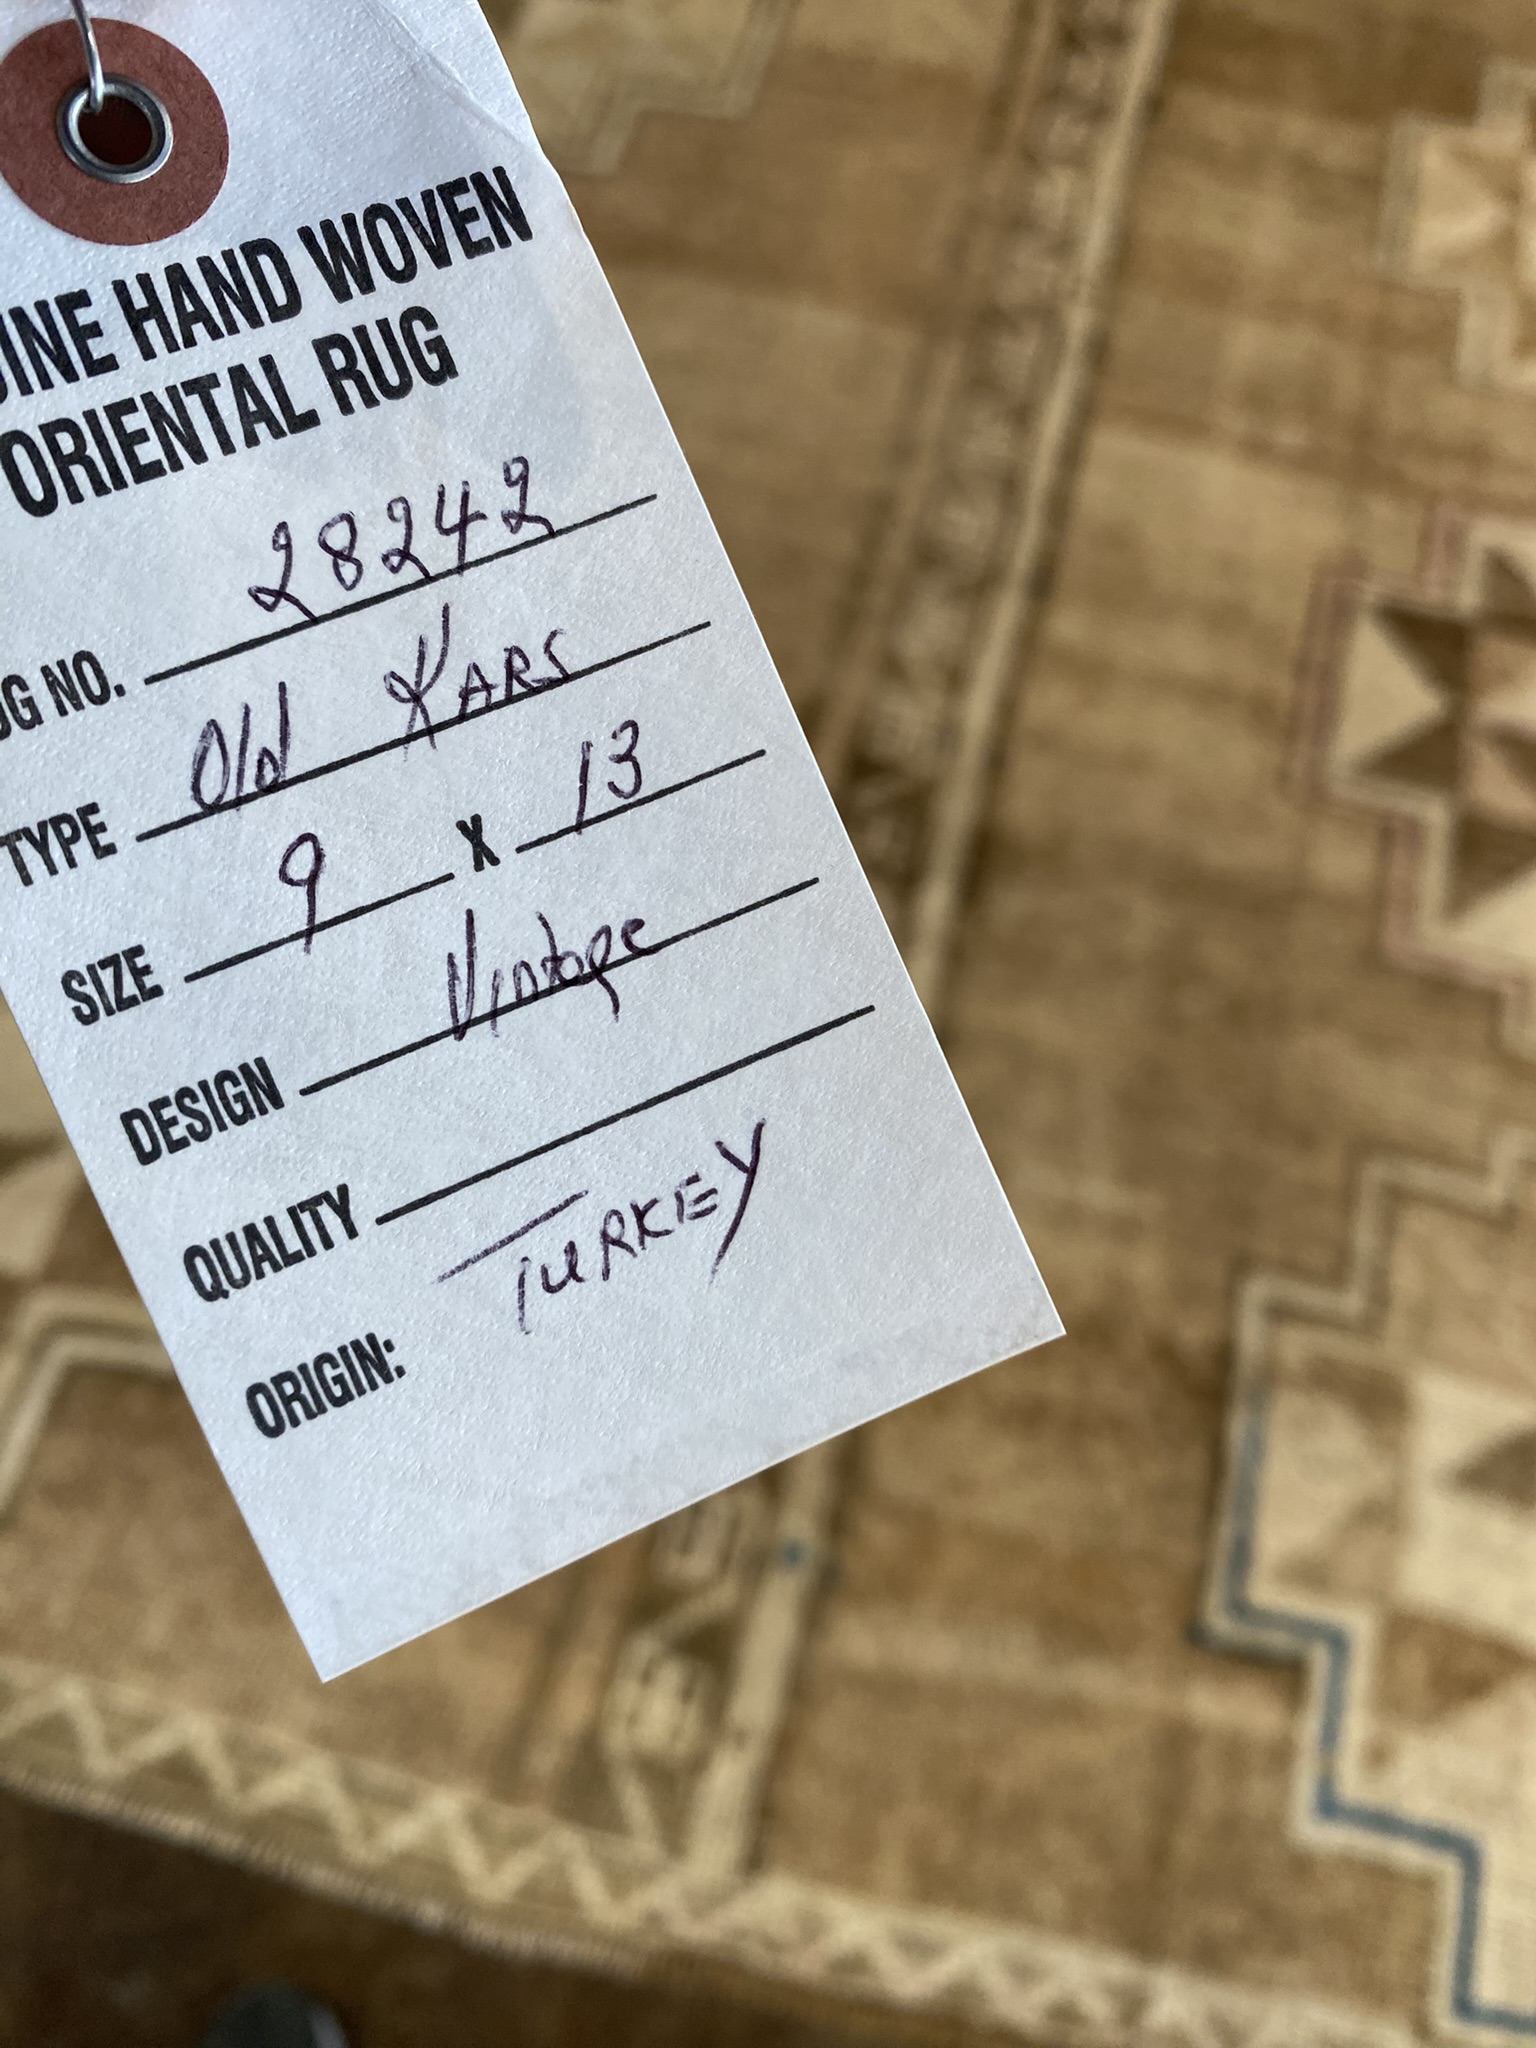 INE HAND WOVEN
ORIENTAL RUG
G NO. 28242
TYPE Old KARS
SIZE 9 X 13
DESIGN Vintage
QUALITY
ORIGIN: TURKEY